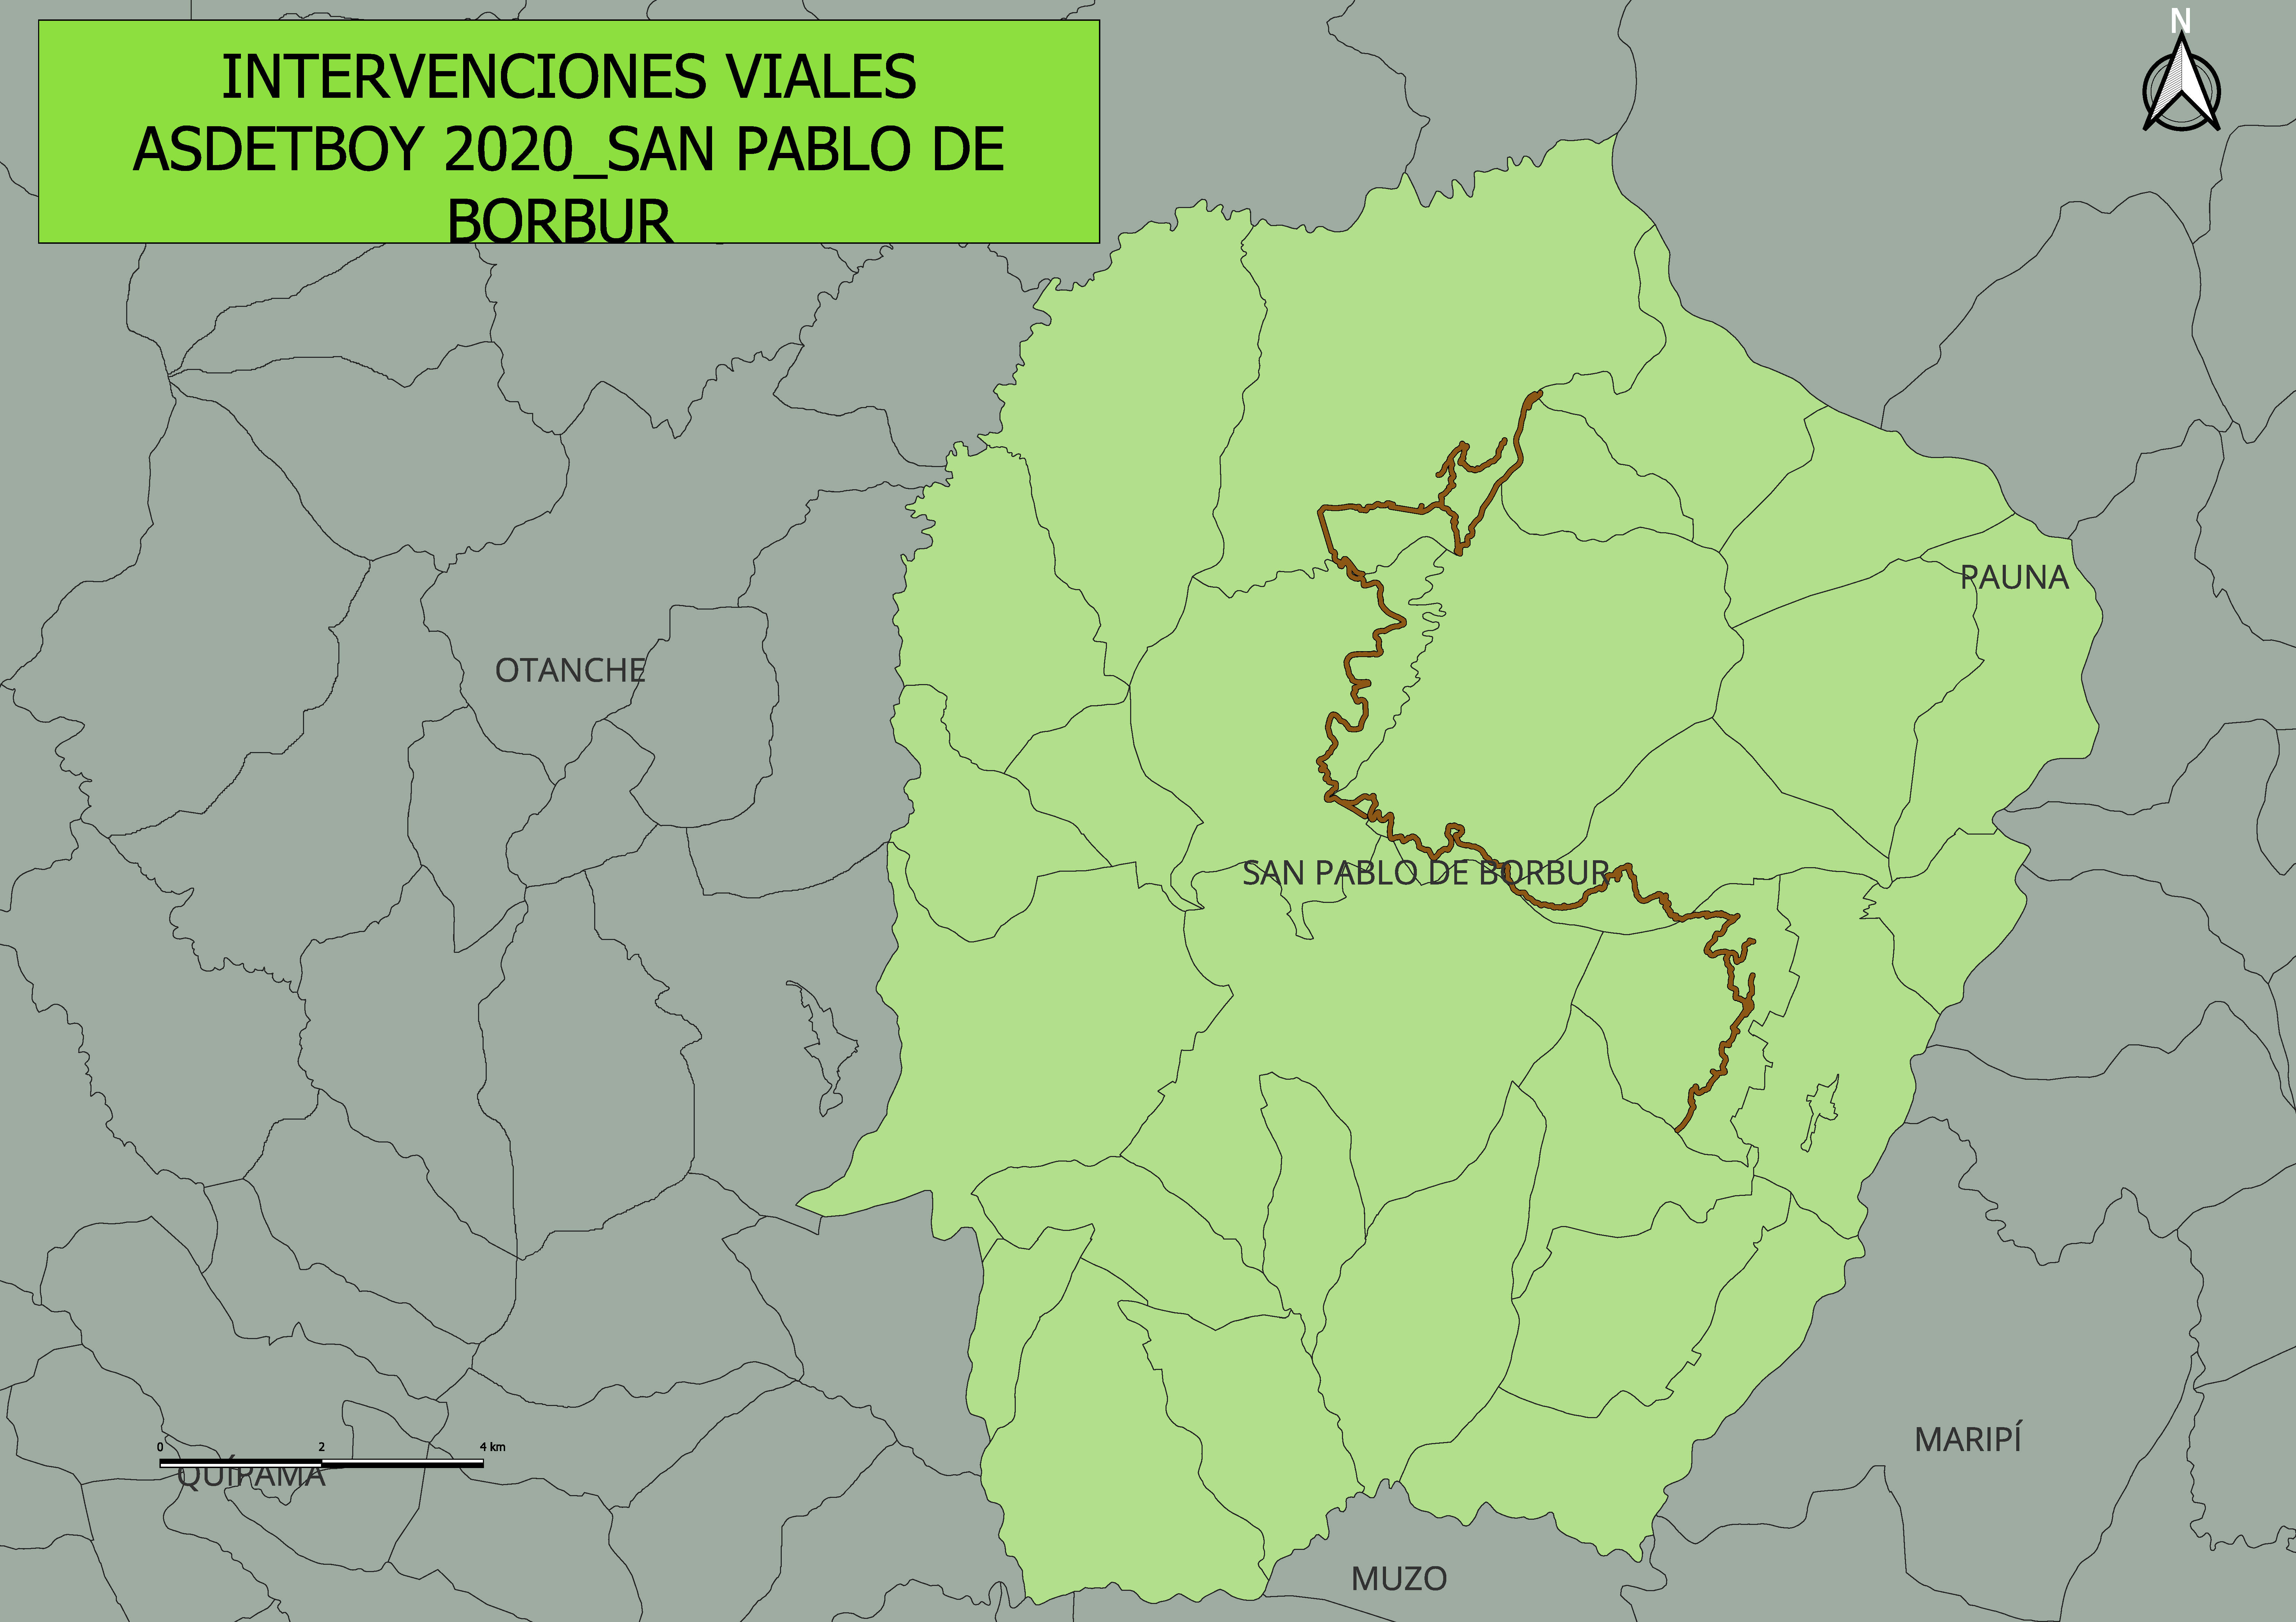 INTERVENCIONES VIALES
ASDETBOY 2020_SAN PABLO DE
BORBUR
N
PAUNA
OTANCHE
SAN PABLO DE BORBUR
MARIPÍ
0 2 4 km
QUÍPAMA
MUZO